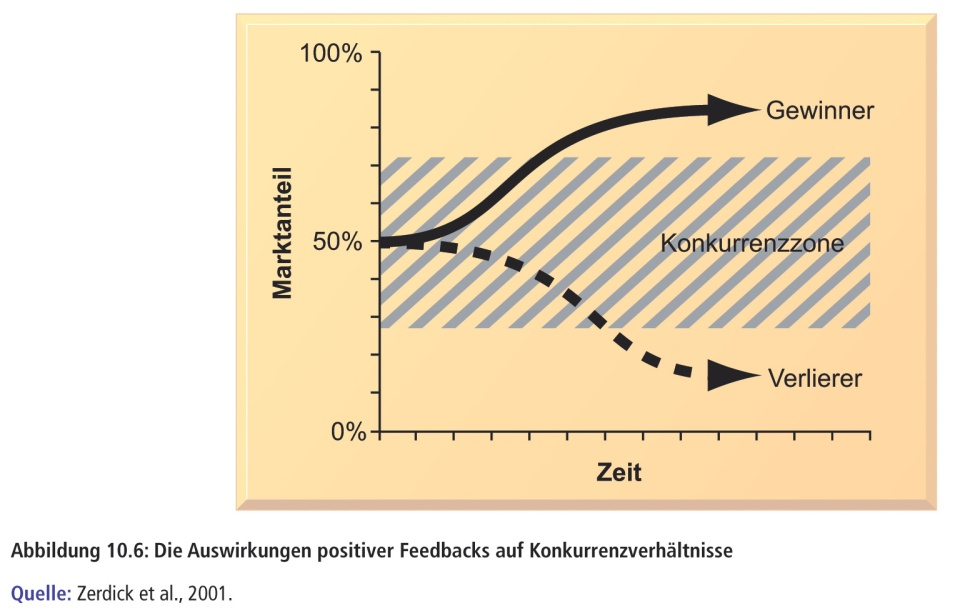 100%
Gewinner
Marktanteil
50%
Konkurrenzzone
Verlierer
0%
Zeit
Abbildung 10.6: Die Auswirkungen positiver Feedbacks auf Konkurrenzverhältnisse
Quelle: Zerdick et al., 2001.